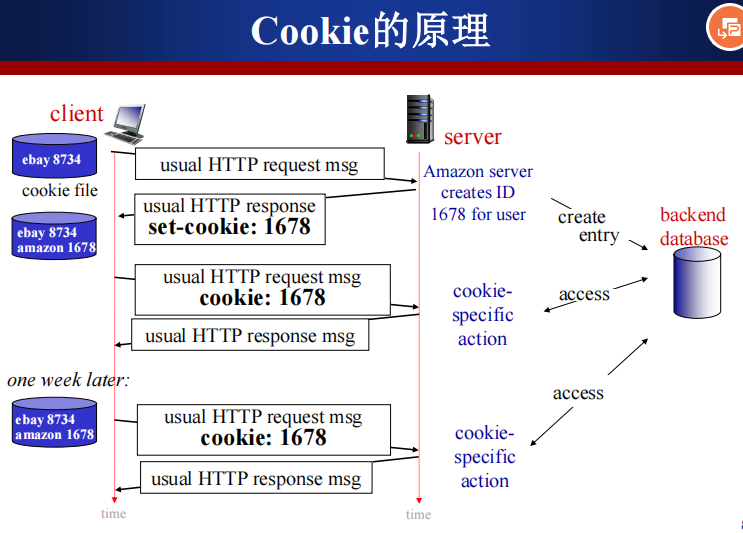 Cookie的原理
client
server
ebay 8734
cookie file
usual HTTP request msg
Amazon server
creates ID
1678 for user
usual HTTP response
set-cookie: 1678
ebay 8734
amazon 1678
create
entry
backend
database
usual HTTP request msg
cookie: 1678
cookie-
specific
action
access
usual HTTP response msg
one week later:
ebay 8734
amazon 1678
access
usual HTTP request msg
cookie: 1678
cookie-
specific
action
usual HTTP response msg
time
time